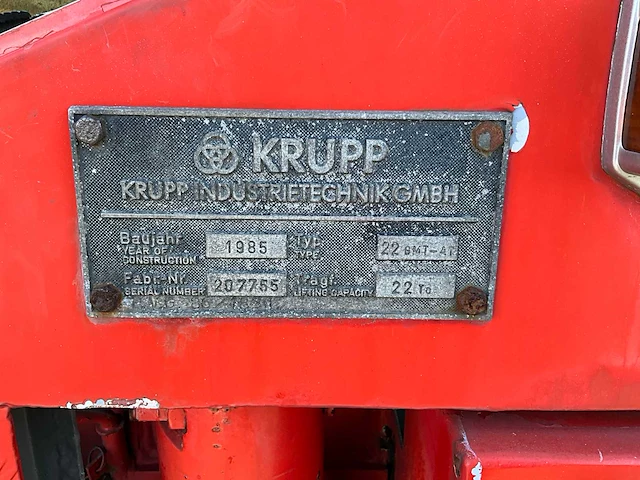 KRUPP
KRUPP INDUSTRIETECHNIK GMBH
Baujahr 1985 Typ 22 GMT-AT
YEAR OF CONSTRUCTION TYPE
Fabr-Nr. 207755 Tragf. 22 To
SERIAL NUMBER LIFTING CAPACITY